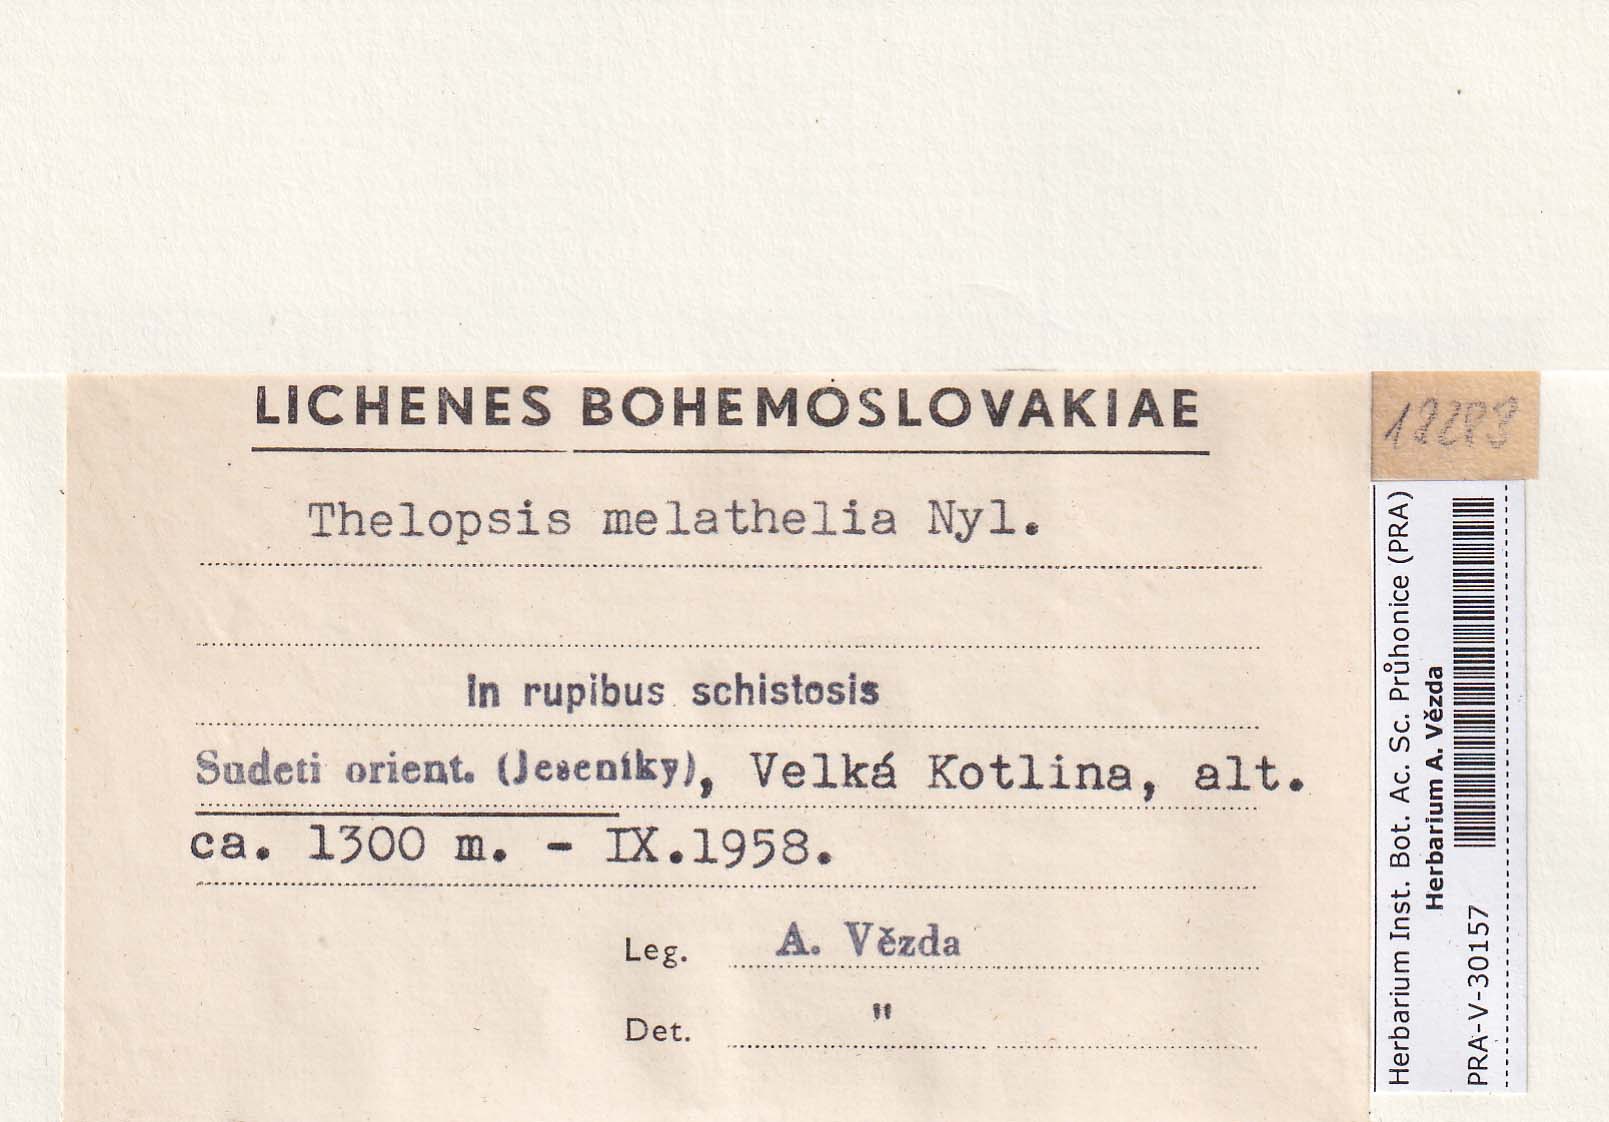 LICHENES BOHEMOSLOVAKIAE
Thelopsis melathelia Nyl.
In rupibus schistosis
Sudeti orient. (Jeseníky), Velká Kotlina, alt.
ca. 1300 m. - IX.1958.
Leg. A. Vězda
Det. "
Herbarium Inst. Bot. Ac. Sc. Průhonice (PRA)
Herbarium A. Vězda
PRA-V-30157